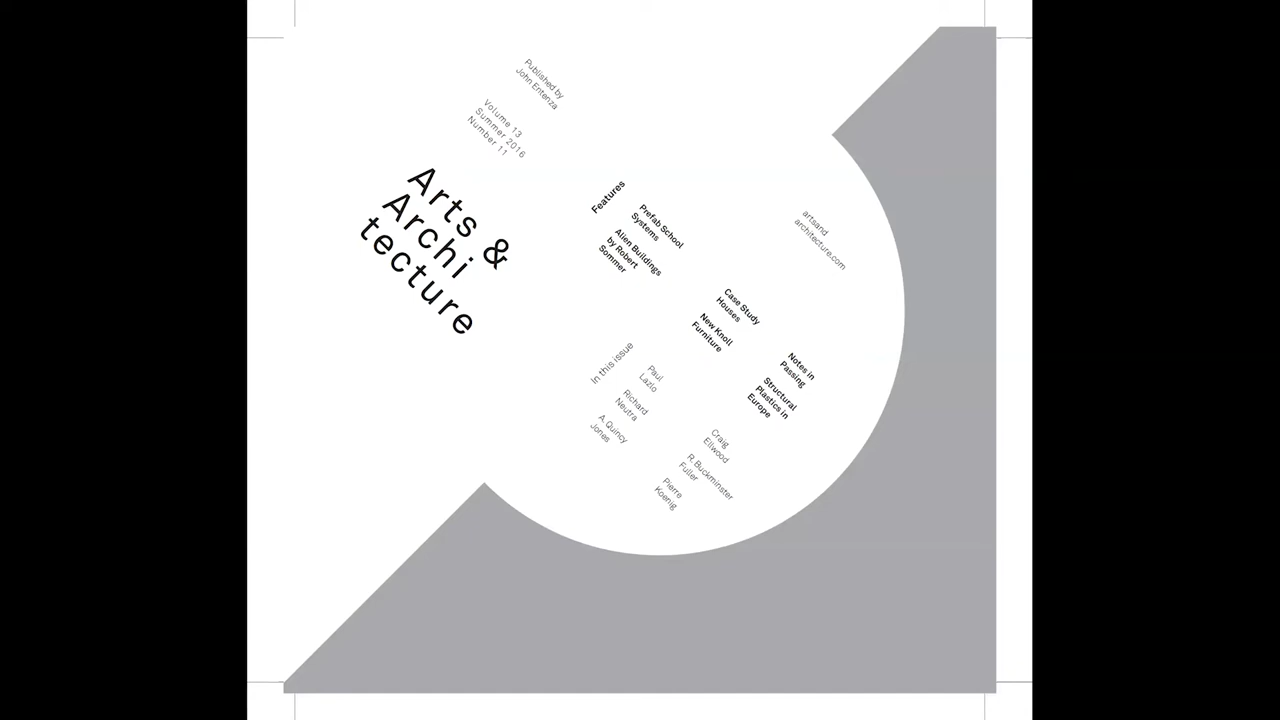 Published by
John Entenza
Volume 13
Summer 2016
Number 11
Arts &
Archi
tecture
Features
Prefab School
Systems
Alien Buildings
by Robert
Sommer
Case Study
Houses
New Knoll
Furniture
Notes in
Passing
Structural
Plastics in
Europe
In this issue
Paul
Lazlo
Richard
Neutra
A. Quincy
Jones
Craig
Ellwood
R. Buckminster
Fuller
Pierre
Koenig
artsand
architecture.com